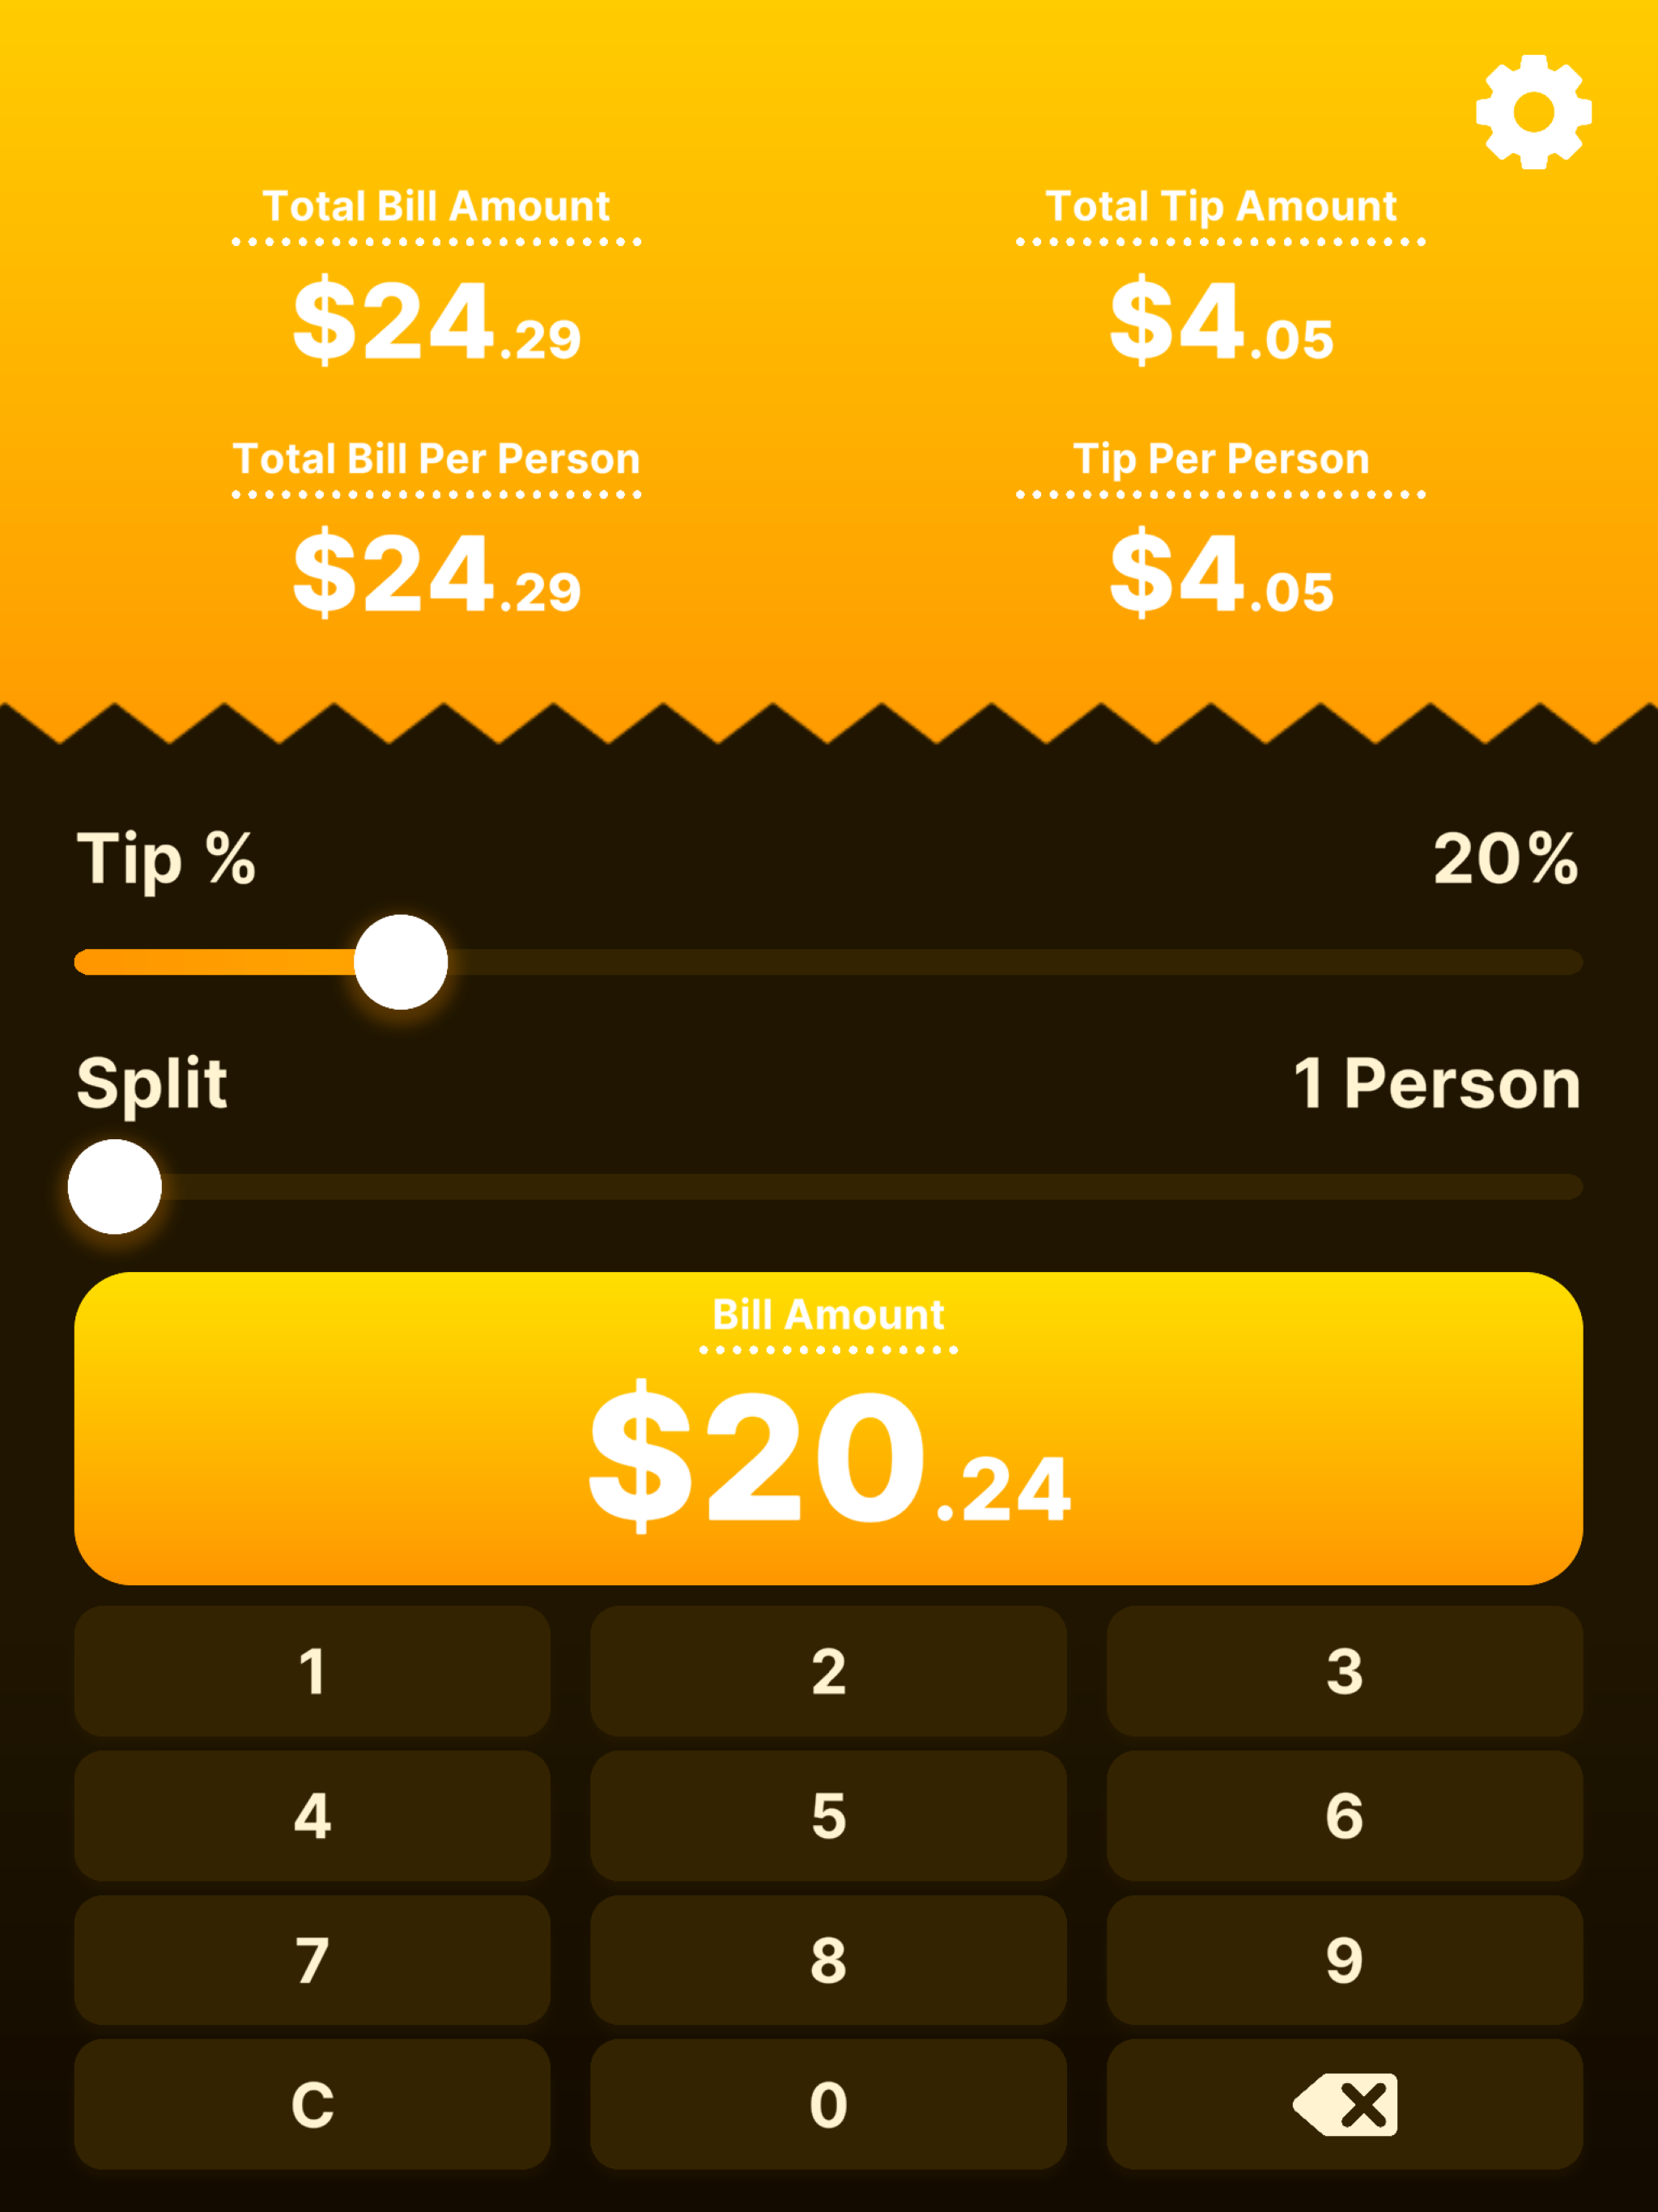 Total Bill Amount
$24.29
Total Tip Amount
$4.05
Total Bill Per Person
$24.29
Tip Per Person
$4.05
Tip % 20%
Split 1 Person
Bill Amount
$20.24
1 2 3
4 5 6
7 8 9
C 0